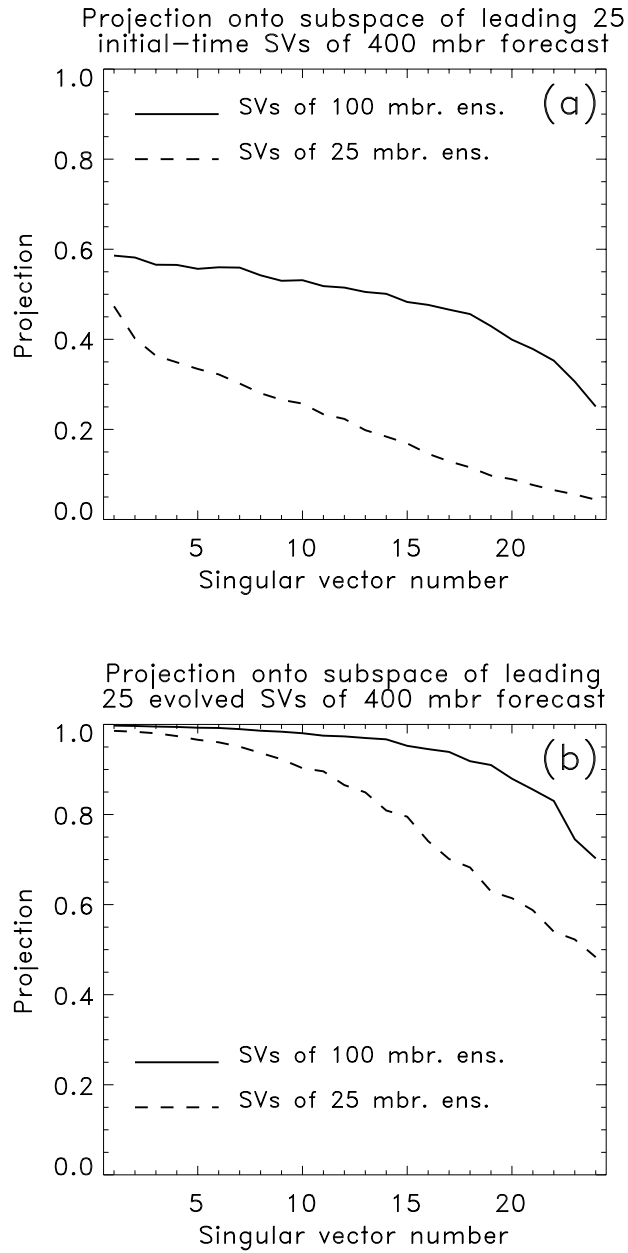 Projection onto subspace of leading 25
initial-time SVs of 400 mbr forecast
1.0
SVs of 100 mbr. ens.
(a)
SVs of 25 mbr. ens.
0.8
0.6
0.4
0.2
0.0
Projection
5 10 15 20
Singular vector number
Projection onto subspace of leading
25 evolved SVs of 400 mbr forecast
1.0
(b)
0.8
0.6
0.4
0.2
0.0
Projection
SVs of 100 mbr. ens.
SVs of 25 mbr. ens.
5 10 15 20
Singular vector number